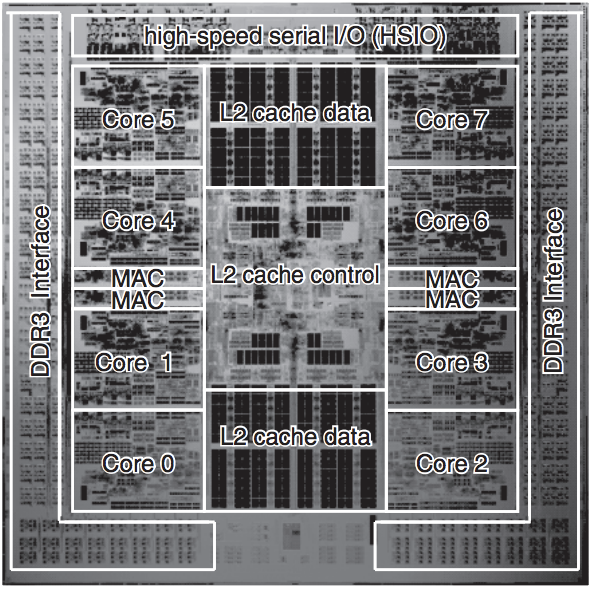 high-speed serial I/O (HSIO)
Core 5
L2 cache data
Core 7
Core 4
Core 6
DDR3 Interface
L2 cache control
DDR3 Interface
MAC
MAC
MAC
MAC
Core 1
Core 3
L2 cache data
Core 0
Core 2